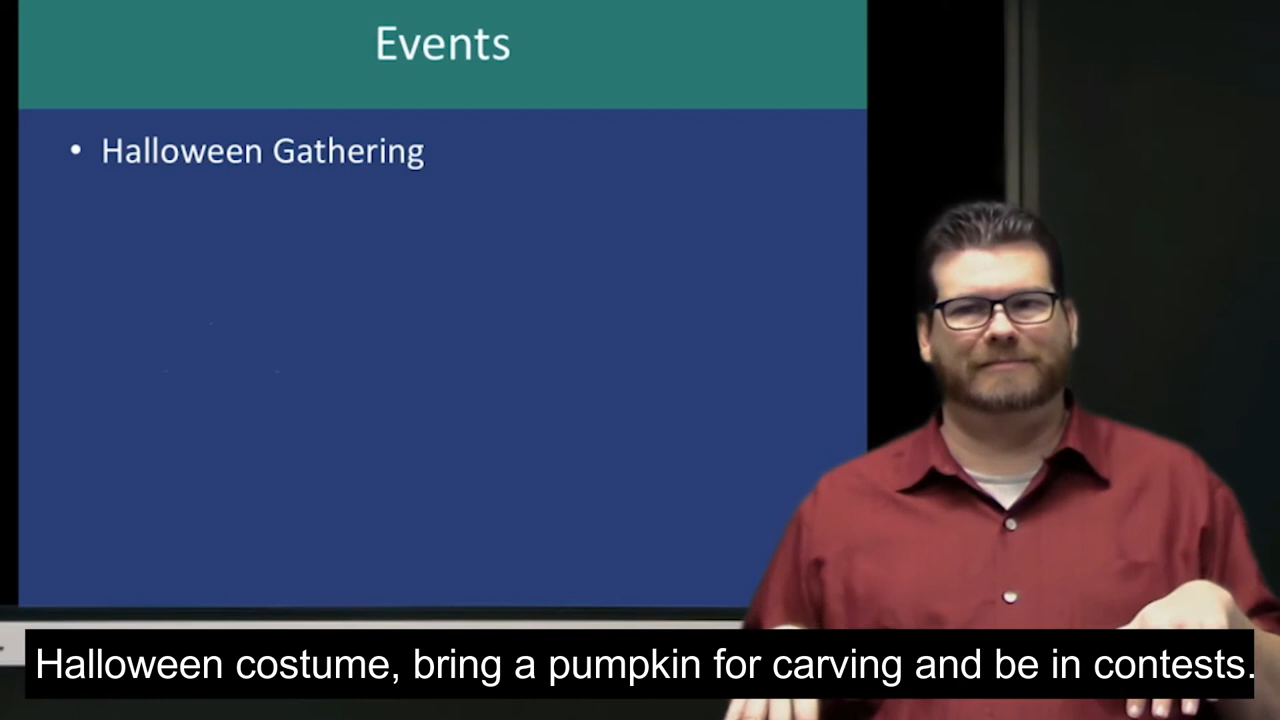 Events
• Halloween Gathering
Halloween costume, bring a pumpkin for carving and be in contests.